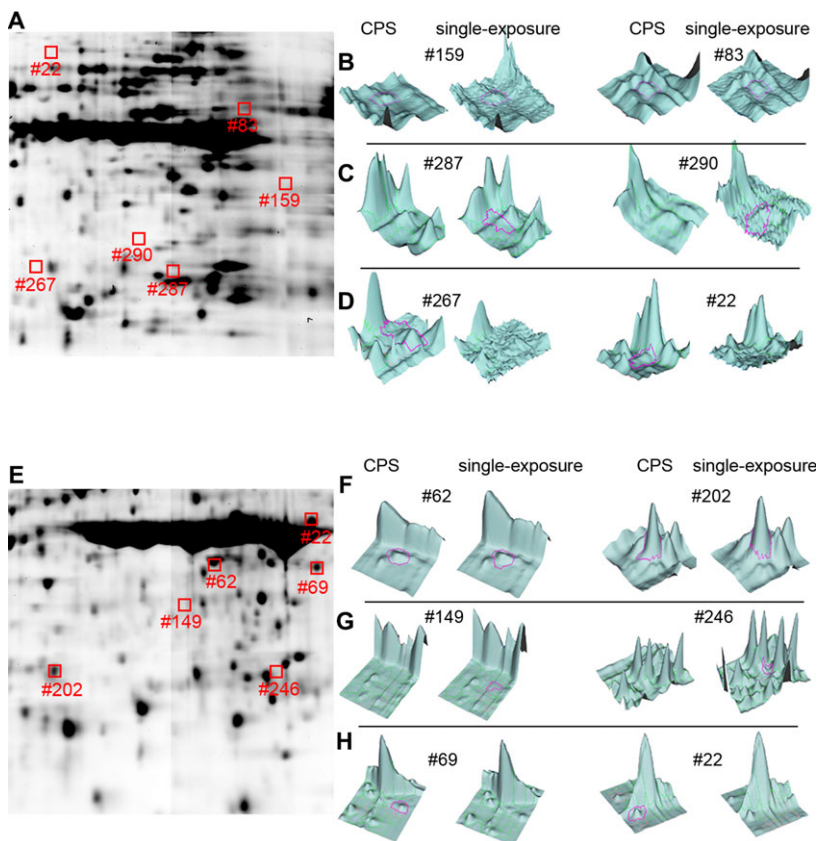 A
#22
#83
#159
#290
#267
#287
CPS single-exposure CPS single-exposure
B #159 #83
C #287 #290
D #267 #22
E
#22
#62
#69
#149
#202
#246
CPS single-exposure CPS single-exposure
F #62 #202
G #149 #246
H #69 #22